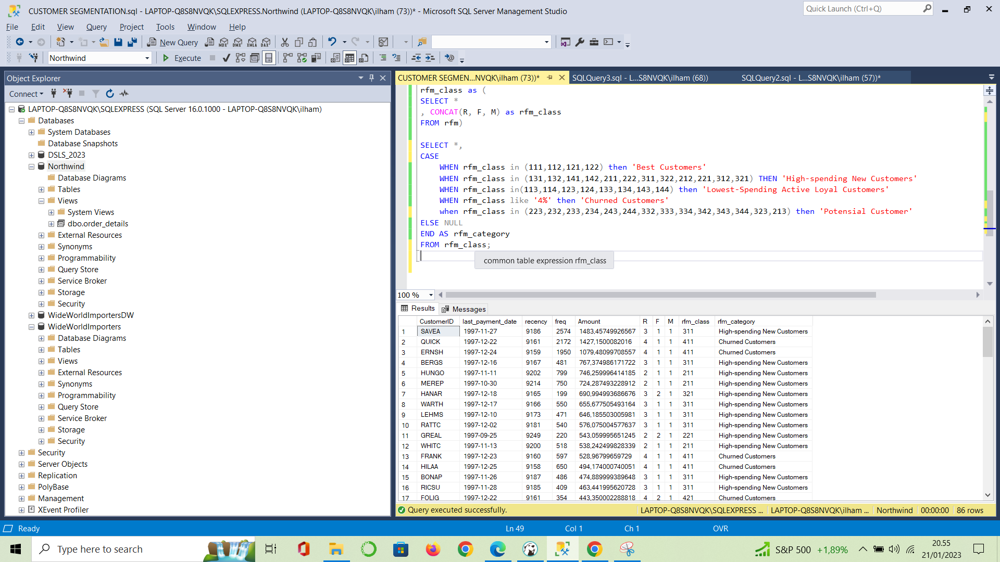 CUSTOMER SEGMENTATION.sql - LAPTOP-Q8S8NVQK\SQLEXPRESS.Northwind (LAPTOP-Q8S8NVQK\ilham (73))* - Microsoft SQL Server Management Studio
Quick Launch (Ctrl+Q)
File Edit View Query Project Tools Window Help
New Query MDX DMX XMLA DAX
Northwind Execute
Object Explorer
Connect
LAPTOP-Q8S8NVQK\SQLEXPRESS (SQL Server 16.0.1000 - LAPTOP-Q8S8NVQK\ilham)
Databases
System Databases
Database Snapshots
DSLS_2023
Northwind
Database Diagrams
Tables
Views
System Views
dbo.order_details
External Resources
Synonyms
Programmability
Query Store
Service Broker
Storage
Security
WideWorldImportersDW
WideWorldImporters
Database Diagrams
Tables
Views
External Resources
Synonyms
Programmability
Query Store
Service Broker
Storage
Security
Security
Server Objects
Replication
PolyBase
Management
XEvent Profiler
CUSTOMER SEGMEN...NVQK\ilham (73))* SQLQuery3.sql - L...S8NVQK\ilham (68)) SQLQuery2.sql - L...S8NVQK\ilham (57))*
rfm_class as (
SELECT *
, CONCAT(R, F, M) as rfm_class
FROM rfm)
SELECT *,
CASE
WHEN rfm_class in (111,112,121,122) then 'Best Customers'
WHEN rfm_class in (131,132,141,142,211,222,311,322,212,221,312,321) THEN 'High-spending New Customers'
WHEN rfm_class in(113,114,123,124,133,134,143,144) then 'Lowest-Spending Active Loyal Customers'
WHEN rfm_class like '4%' then 'Churned Customers'
when rfm_class in (223,232,233,234,243,244,332,333,334,342,343,344,323,213) then 'Potensial Customer'
ELSE NULL
END AS rfm_category
FROM rfm_class;
common table expression rfm_class
100 %
Results Messages
CustomerID last_payment_date recency freq Amount R F M rfm_class rfm_category
1 SAVEA 1997-11-27 9186 2574 1483,45749926567 3 1 1 311 High-spending New Customers
2 QUICK 1997-12-22 9161 2172 1427,1500082016 4 1 1 411 Churned Customers
3 ERNSH 1997-12-24 9159 1950 1079,48099708557 4 1 1 411 Churned Customers
4 BERGS 1997-12-16 9167 481 767,374986171722 3 1 1 311 High-spending New Customers
5 HUNGO 1997-11-11 9202 799 746,259996414185 2 1 1 211 High-spending New Customers
6 MEREP 1997-10-30 9214 750 724,287493228912 2 1 1 211 High-spending New Customers
7 HANAR 1997-12-18 9165 199 690,994993686676 3 2 1 321 High-spending New Customers
8 WARTH 1997-12-17 9166 550 655,677505493164 3 1 1 311 High-spending New Customers
9 LEHMS 1997-12-10 9173 471 646,185503005981 3 1 1 311 High-spending New Customers
10 RATTC 1997-12-02 9181 540 576,075004577637 3 1 1 311 High-spending New Customers
11 GREAL 1997-09-25 9249 220 543,059995651245 2 2 1 221 High-spending New Customers
12 WHITC 1997-11-13 9200 518 538,242499828339 2 1 1 211 High-spending New Customers
13 FRANK 1997-12-23 9160 597 528,96799659729 4 1 1 411 Churned Customers
14 HILAA 1997-12-25 9158 650 494,174000740051 4 1 1 411 Churned Customers
15 BONAP 1997-11-26 9187 486 474,889999389648 3 1 1 311 High-spending New Customers
16 RICSU 1997-11-28 9185 409 463,441995620728 3 1 1 311 High-spending New Customers
17 FOLIG 1997-12-22 9161 354 443,350002288818 4 2 1 421 Churned Customers
Query executed successfully. LAPTOP-Q8S8NVQK\SQLEXPRESS ... LAPTOP-Q8S8NVQK\ilham ... Northwind 00:00:00 86 rows
Ready Ln 49 Col 1 Ch 1 OVR
Type here to search S&P 500 +1,89% 20.55
21/01/2023